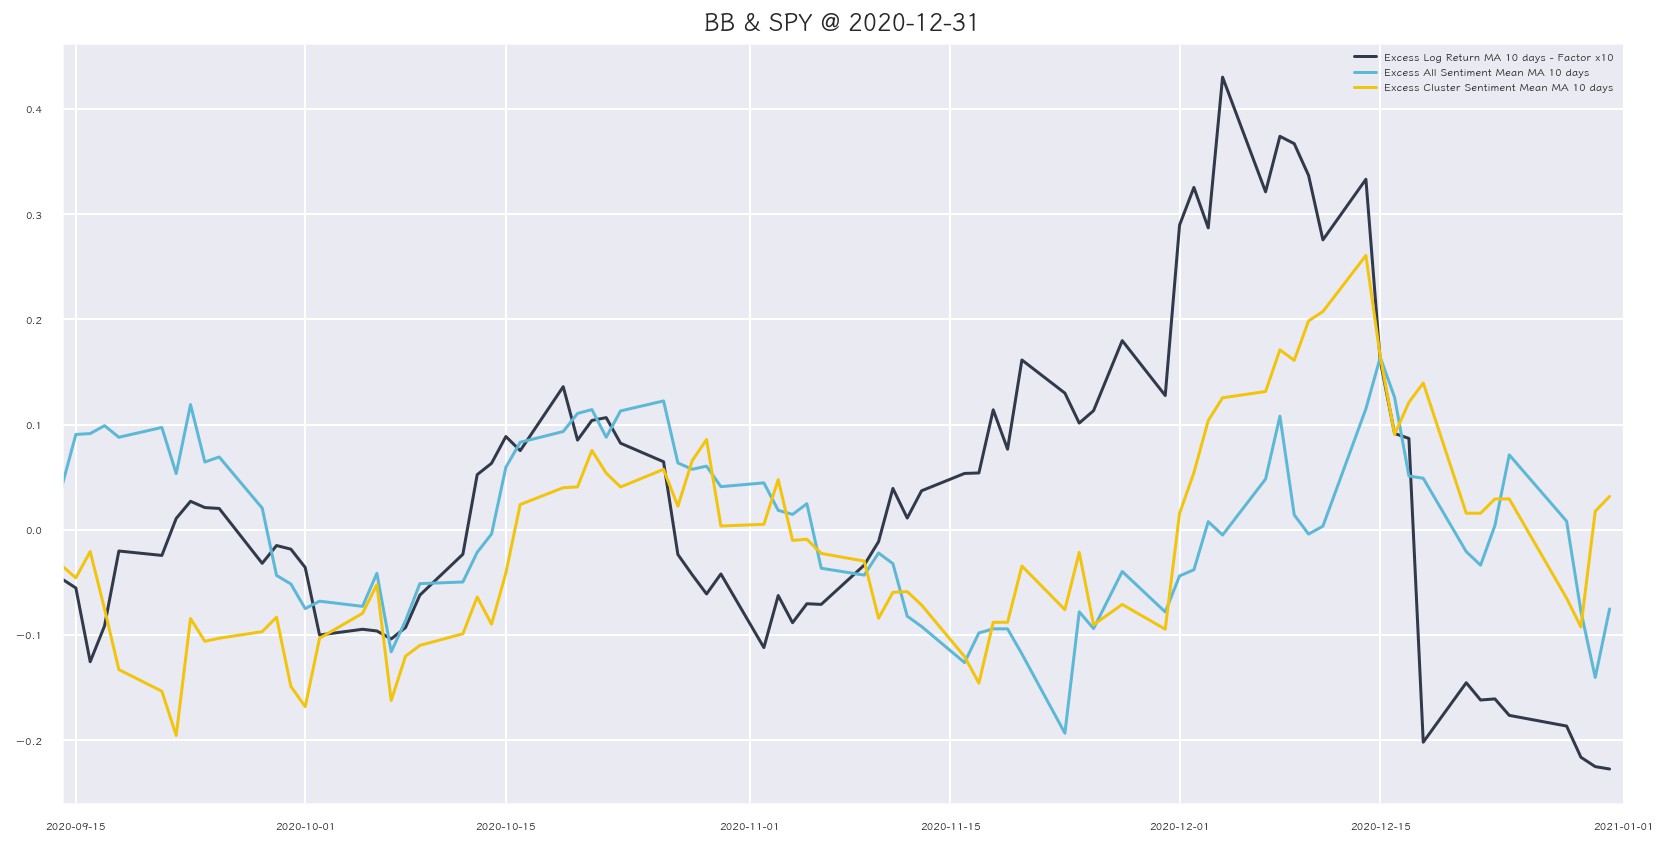 BB & SPY @ 2020-12-31
Excess Log Return MA 10 days - Factor x10
Excess All Sentiment Mean MA 10 days
Excess Cluster Sentiment Mean MA 10 days
0.4
0.3
0.2
0.1
0.0
−0.1
−0.2
2020-09-15 2020-10-01 2020-10-15 2020-11-01 2020-11-15 2020-12-01 2020-12-15 2021-01-01